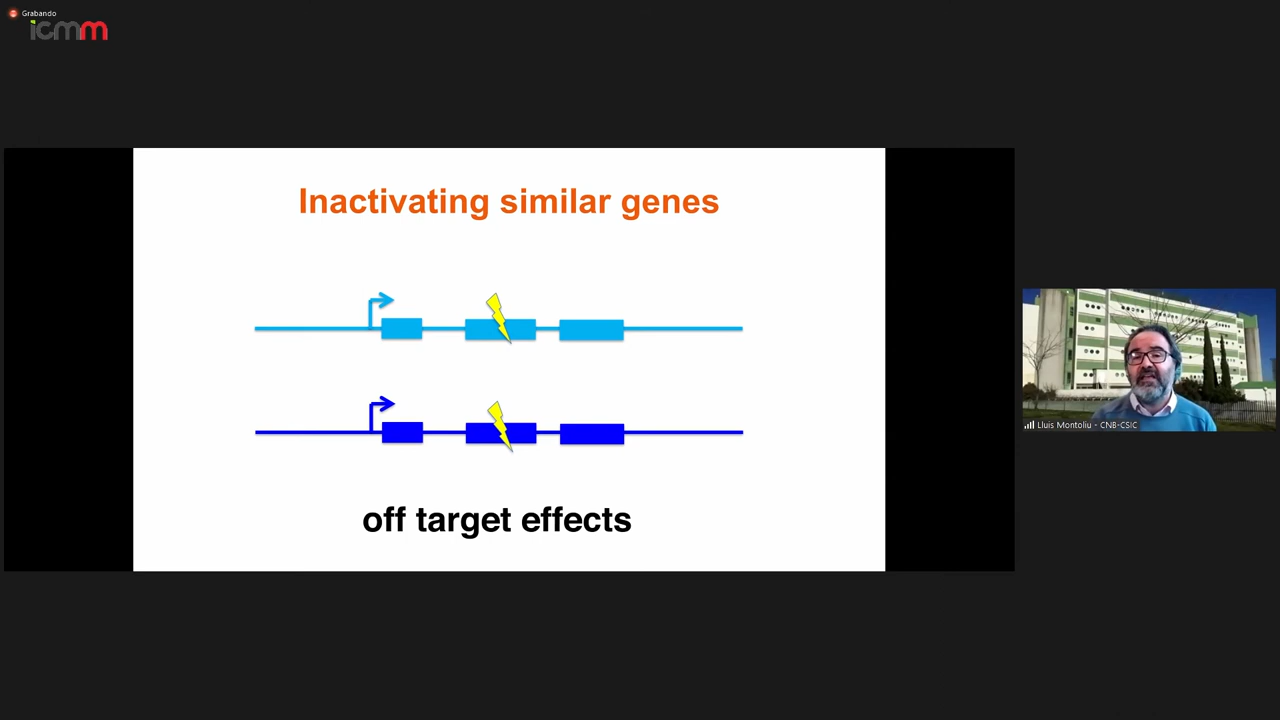 Grabando
icmm
Inactivating similar genes
off target effects
Lluis Montoliu - CNB-CSIC